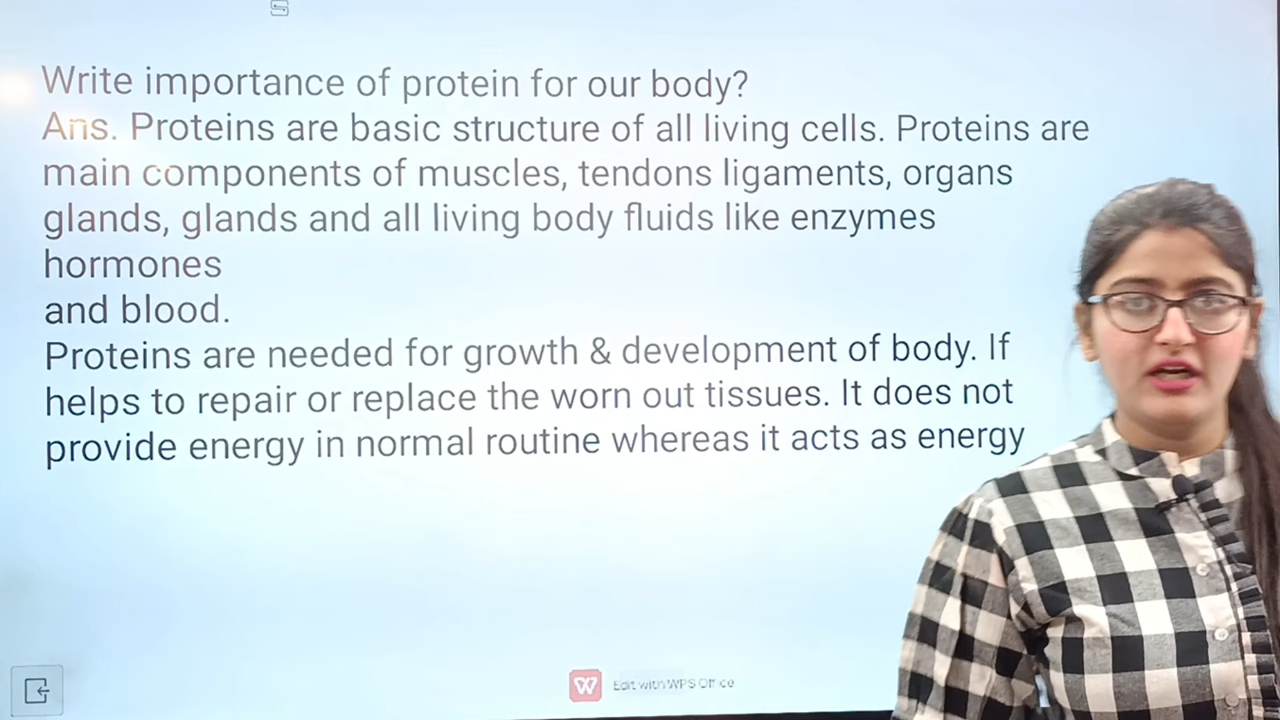 Write importance of protein for our body?
Ans. Proteins are basic structure of all living cells. Proteins are
main components of muscles, tendons ligaments, organs
glands, glands and all living body fluids like enzymes
hormones
and blood.
Proteins are needed for growth & development of body. If
helps to repair or replace the worn out tissues. It does not
provide energy in normal routine whereas it acts as energy
Edit with WPS Office